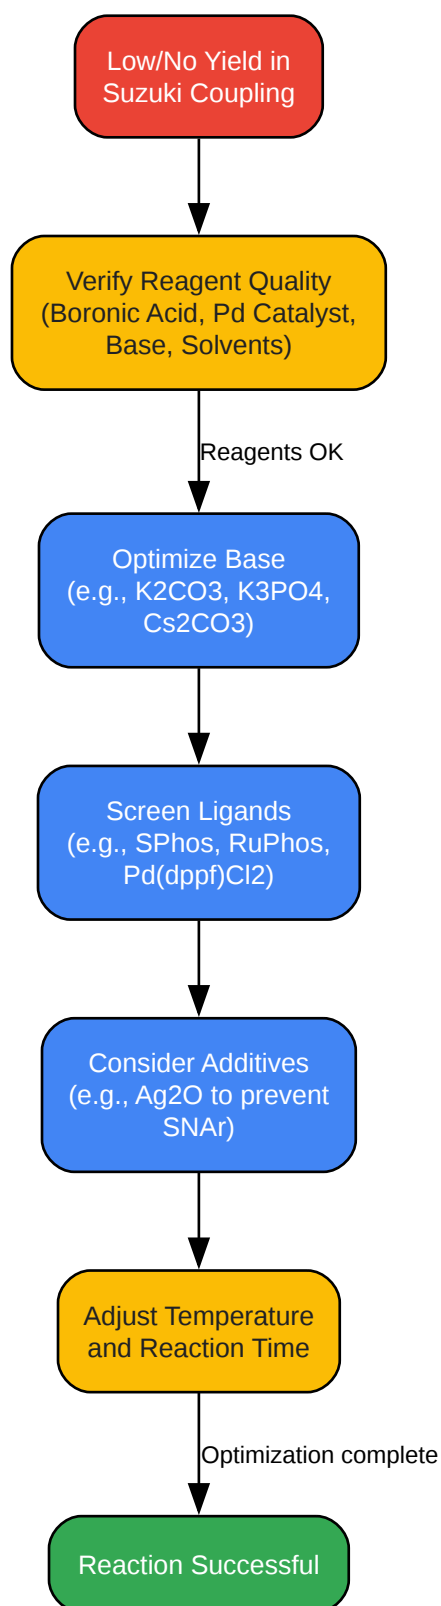 Low/No Yield in
Suzuki Coupling
Verify Reagent Quality
(Boronic Acid, Pd Catalyst,
Base, Solvents)
Reagents OK
Optimize Base
(e.g., K2CO3, K3PO4,
Cs2CO3)
Screen Ligands
(e.g., SPhos, RuPhos,
Pd(dppf)Cl2)
Consider Additives
(e.g., Ag2O to prevent
SNAr)
Adjust Temperature
and Reaction Time
Optimization complete
Reaction Successful